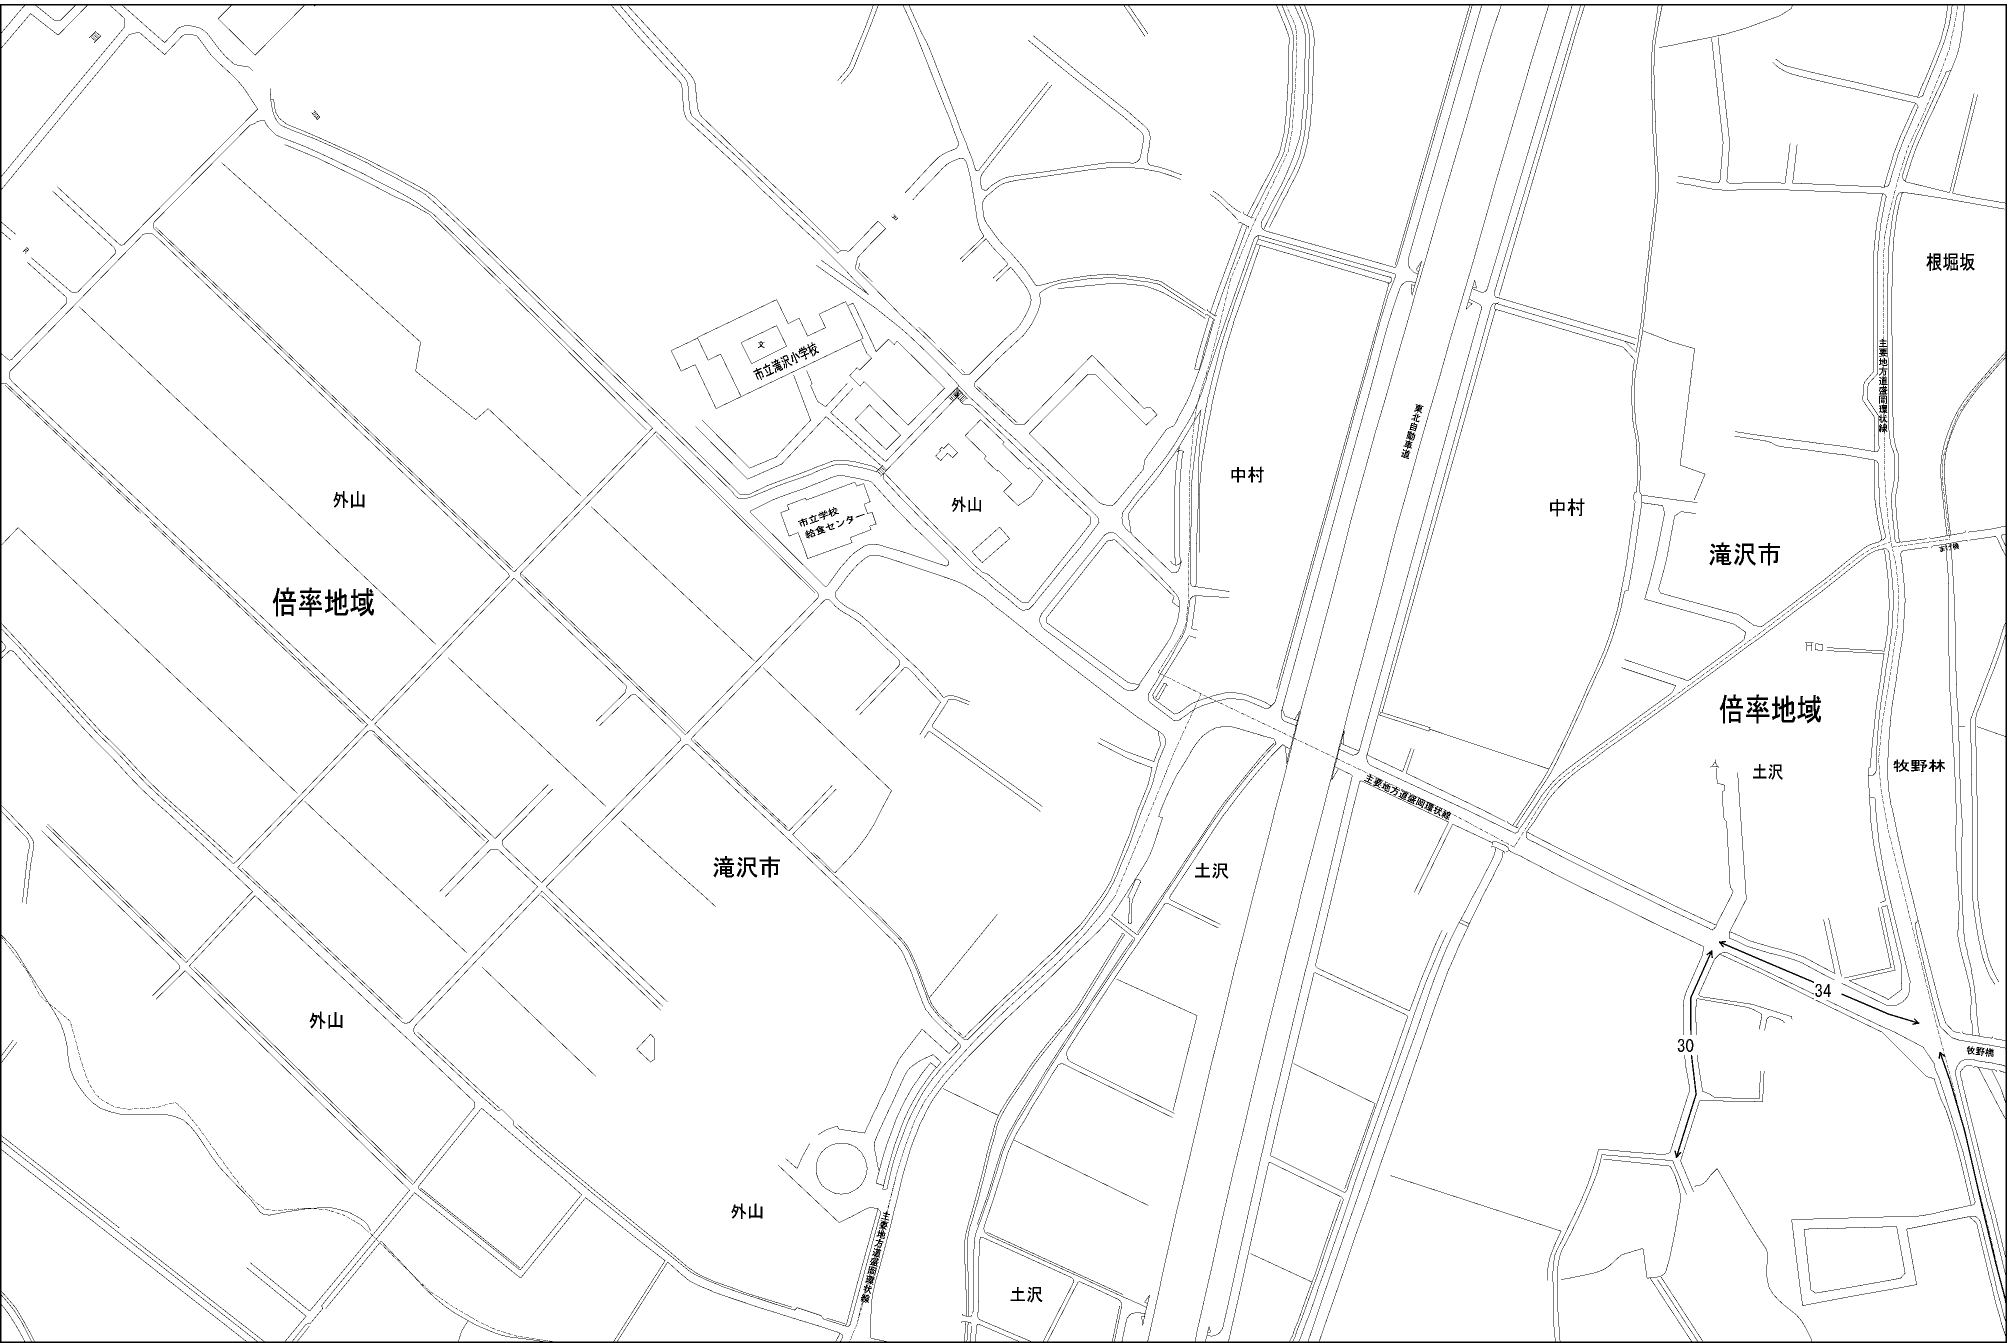 根堀坂
主要地方道盛岡環状線
市立滝沢小学校
東北自動車道
中村
外山
外山
中村
市立学校
給食センター
滝沢市
まけ橋
倍率地域
倍率地域
牧野林
土沢
主要地方道盛岡環状線
滝沢市
土沢
34
外山
30
牧野橋
外山
主要地方道盛岡環状線
土沢